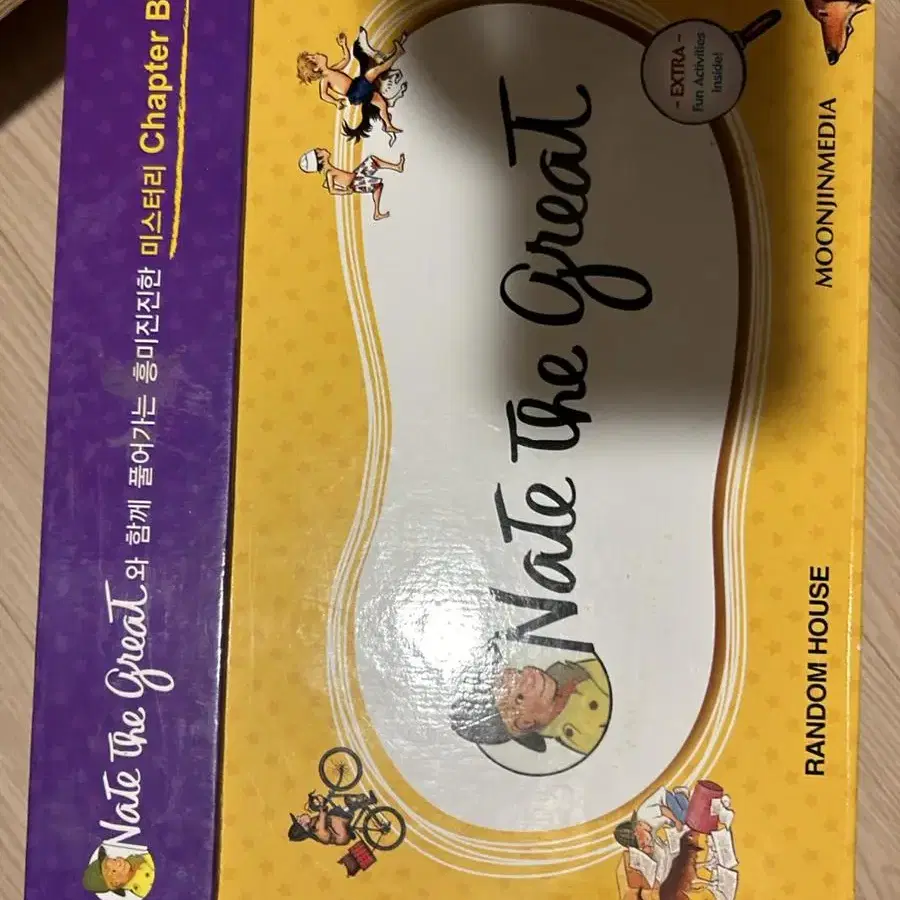 Nate the Great와 함께 풀어가는 흥미진진한 미스터리 Chapter B
Nate the Great
- EXTRA -
Fun Activities
Inside!
RANDOM HOUSE
MOONJINMEDIA